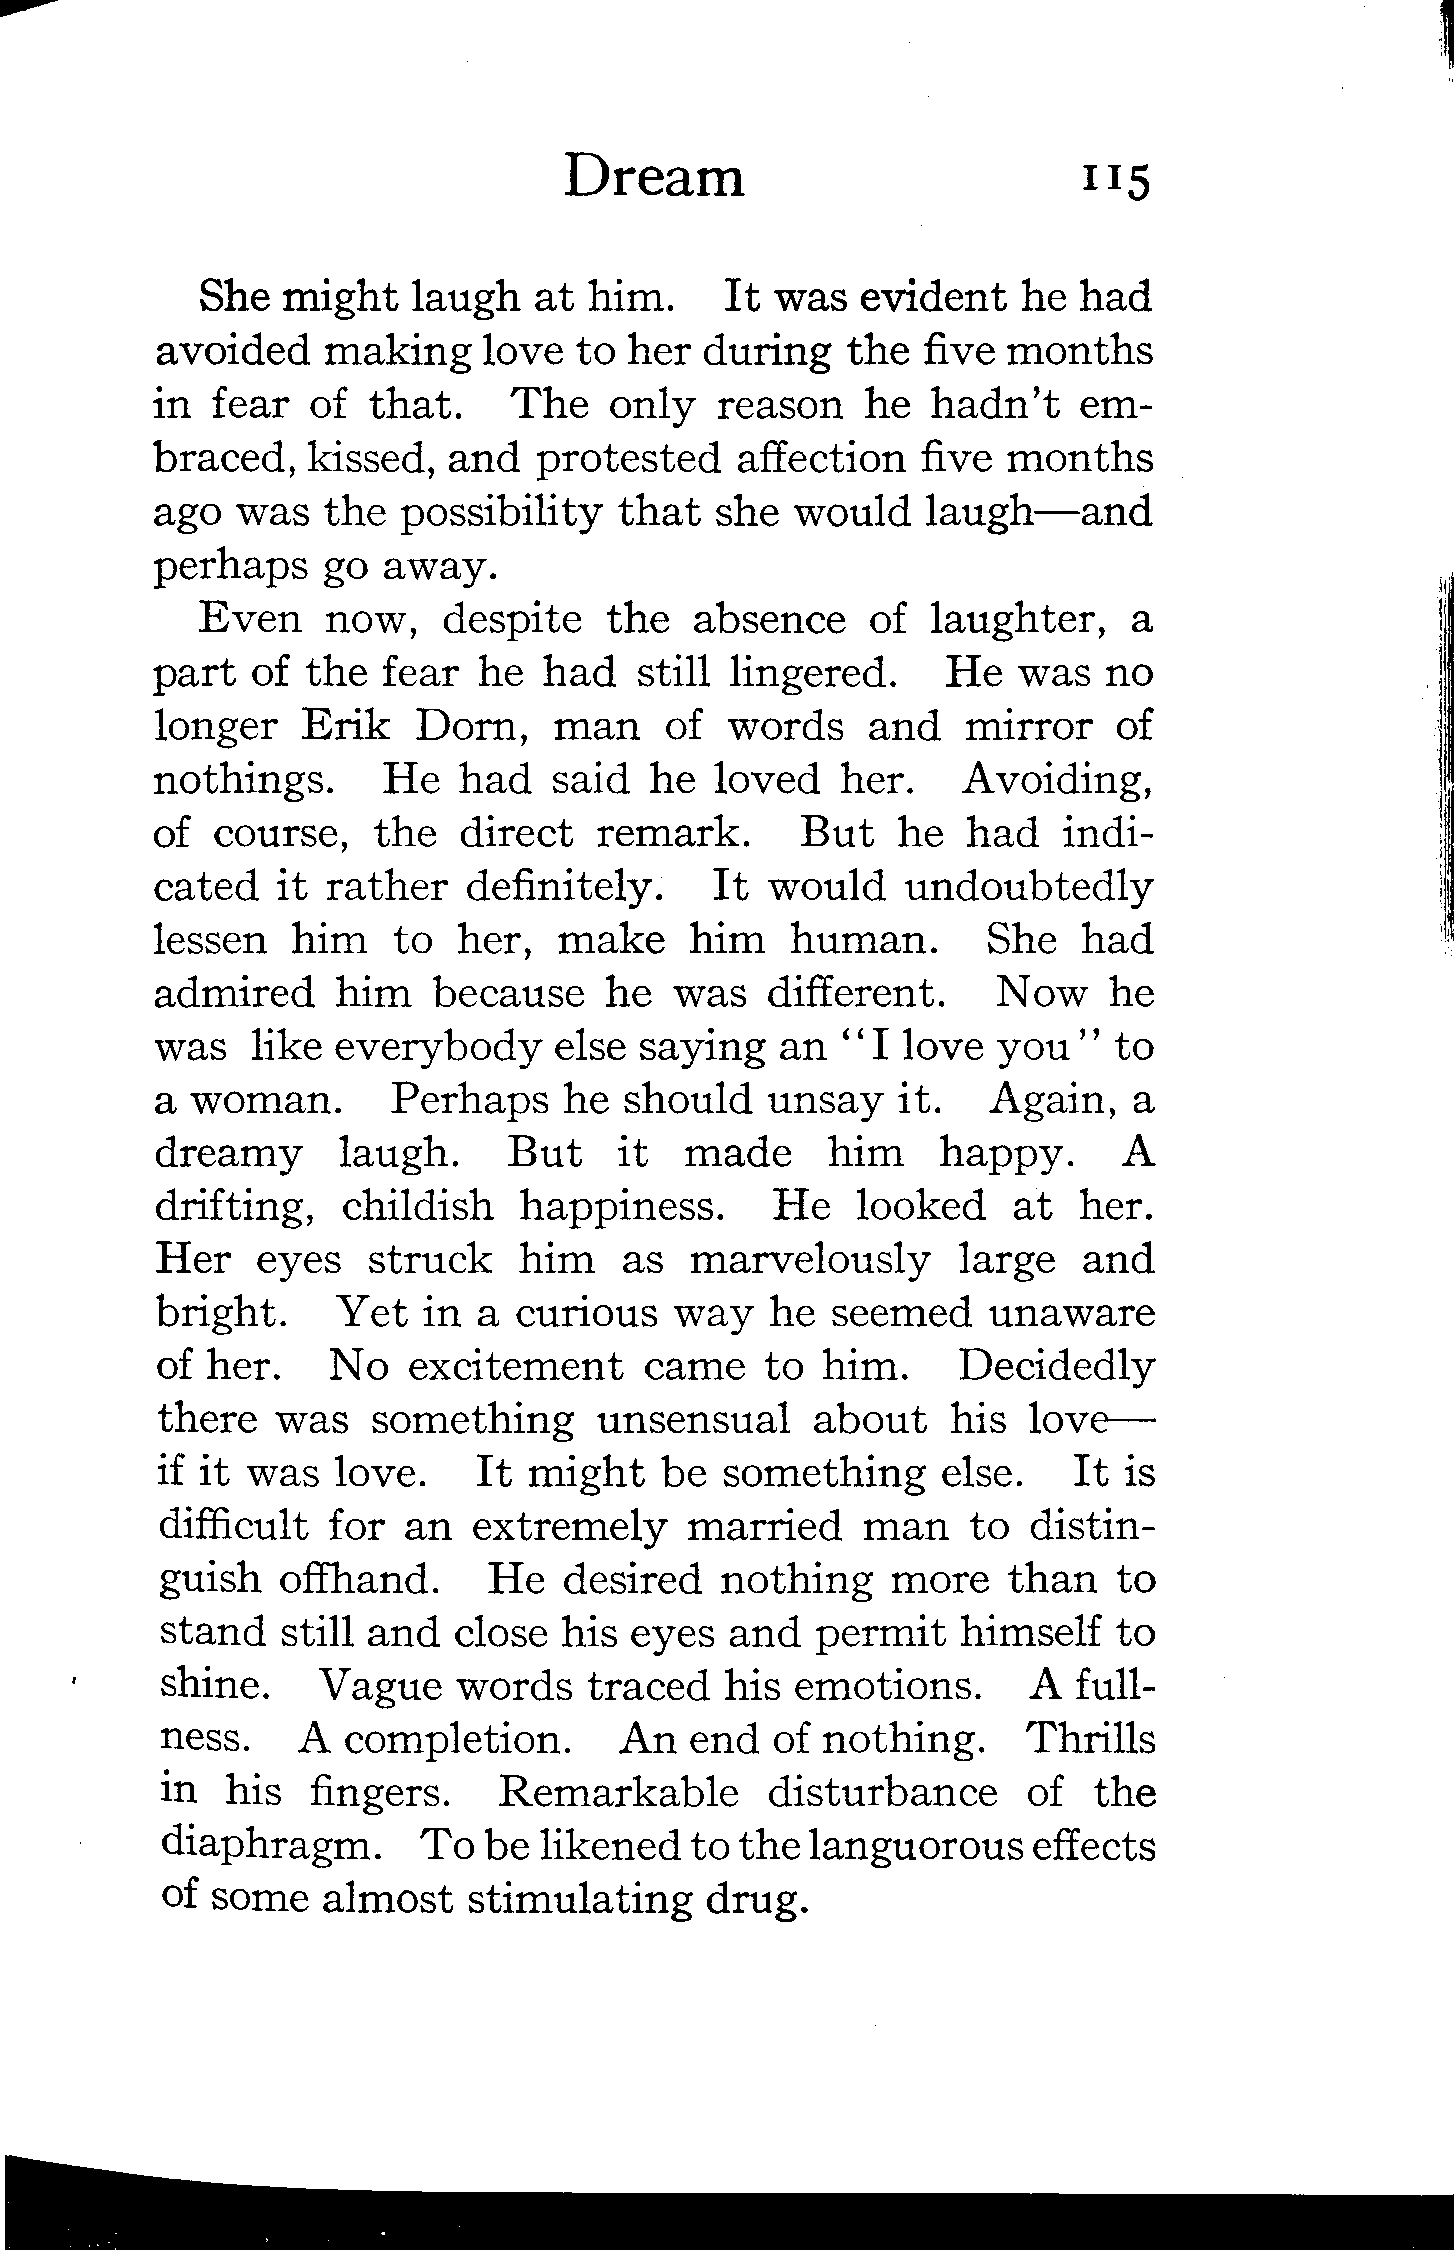 Dream 115
She might laugh at him. It was evident he had
avoided making love to her during the five months
in fear of that. The only reason he hadn't em-
braced, kissed, and protested affection five months
ago was the possibility that she would laugh—and
perhaps go away.
Even now, despite the absence of laughter, a
part of the fear he had still lingered. He was no
longer Erik Dorn, man of words and mirror of
nothings. He had said he loved her. Avoiding,
of course, the direct remark. But he had indi-
cated it rather definitely. It would undoubtedly
lessen him to her, make him human. She had
admired him because he was different. Now he
was like everybody else saying an "I love you" to
a woman. Perhaps he should unsay it. Again, a
dreamy laugh. But it made him happy. A
drifting, childish happiness. He looked at her.
Her eyes struck him as marvelously large and
bright. Yet in a curious way he seemed unaware
of her. No excitement came to him. Decidedly
there was something unsensual about his love—
if it was love. It might be something else. It is
difficult for an extremely married man to distin-
guish offhand. He desired nothing more than to
stand still and close his eyes and permit himself to
shine. Vague words traced his emotions. A full-
ness. A completion. An end of nothing. Thrills
in his fingers. Remarkable disturbance of the
diaphragm. To be likened to the languorous effects
of some almost stimulating drug.